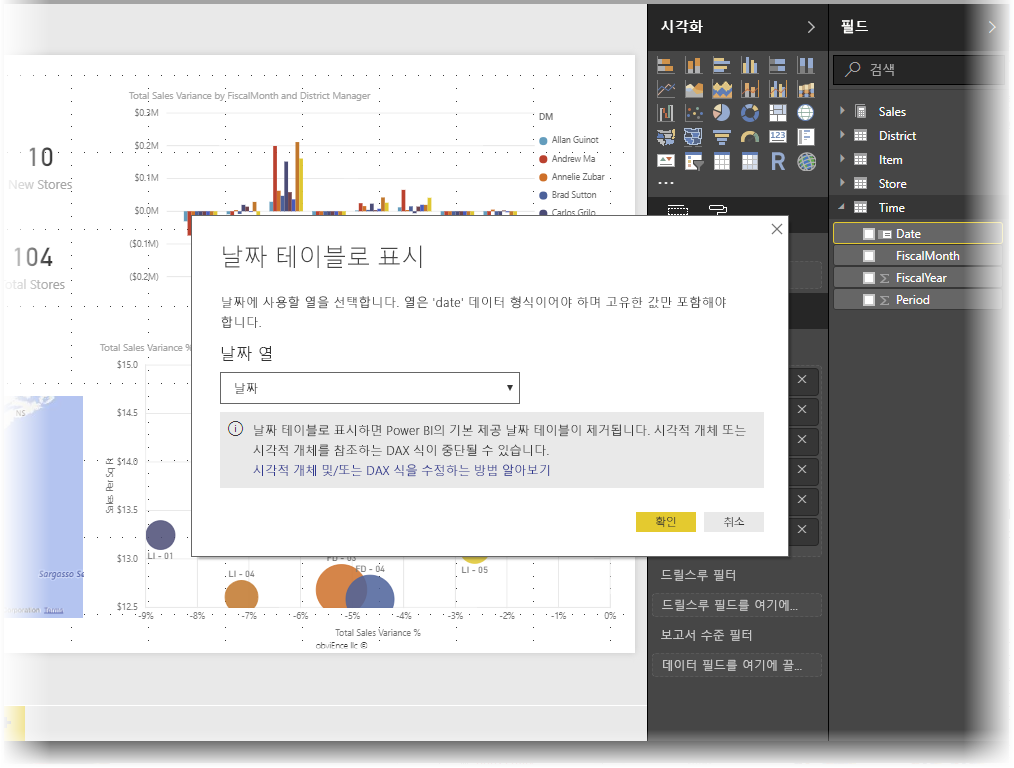 시각화
필드
검색
Sales
District
Item
Store
Time
Date
FiscalMonth
FiscalYear
Period
Total Sales Variance by FiscalMonth and District Manager
$0.3M
$0.2M
$0.1M
$0.0M
($0.1M)
($0.2M)
DM
Allan Guinot
Andrew Ma
Annelie Zubar
Brad Sutton
Carlos Grilo
10
New Stores
104
otal Stores
날짜 테이블로 표시
날짜에 사용할 열을 선택합니다. 열은 'date' 데이터 형식이어야 하며 고유한 값만 포함해야
합니다.
날짜 열
날짜
날짜 테이블로 표시하면 Power BI의 기본 제공 날짜 테이블이 제거됩니다. 시각적 개체 또는
시각적 개체를 참조하는 DAX 식이 중단될 수 있습니다.
시각적 개체 및/또는 DAX 식을 수정하는 방법 알아보기
확인
취소
Total Sales Variance %
$15.0
$14.5
$14.0
$13.5
$13.0
$12.5
Sales Per Sq Ft
LI - 01
LI - 04
FD - 03
FD - 04
LI - 05
-9%
-8%
-7%
-6%
-5%
-4%
-3%
-2%
-1%
0%
Total Sales Variance %
obviEnce llc ©
NS
Sargasso Se
orporation
Terms
123
R
드릴스루 필터
드릴스루 필드를 여기에...
보고서 수준 필터
데이터 필드를 여기에 끌...